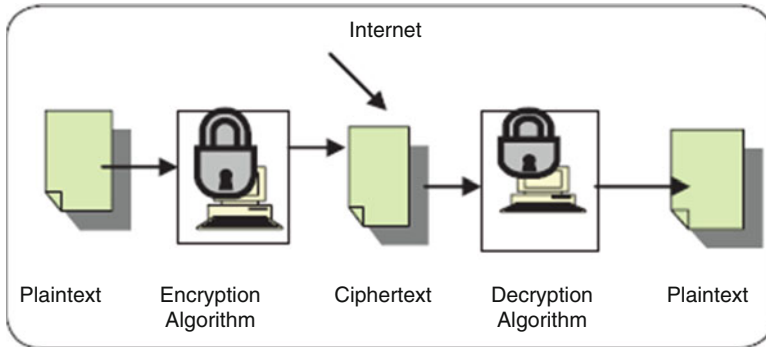 Internet
Plaintext
Encryption
Algorithm
Ciphertext
Decryption
Algorithm
Plaintext